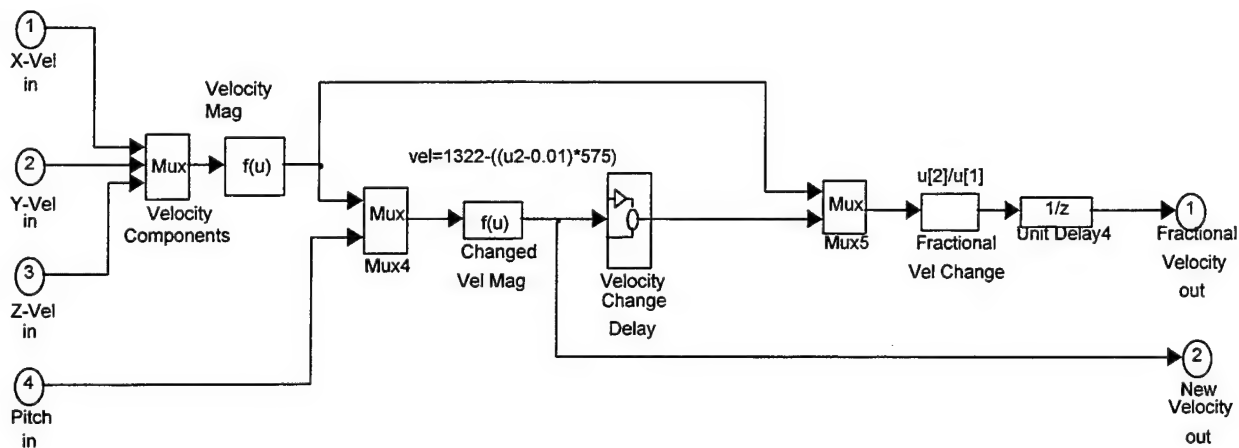 1
X-Vel
in
2
Y-Vel
in
3
Z-Vel
in
4
Pitch
in
Mux
Velocity
Components
Velocity
Mag
f(u)
Mux
Mux4
vel=1322-((u2-0.01)*575)
f(u)
Changed
Vel Mag
Velocity
Change
Delay
Mux
Mux5
u[2]/u[1]
Fractional
Vel Change
1/z
Unit Delay4
1
Fractional
Velocity
out
2
New
Velocity
out